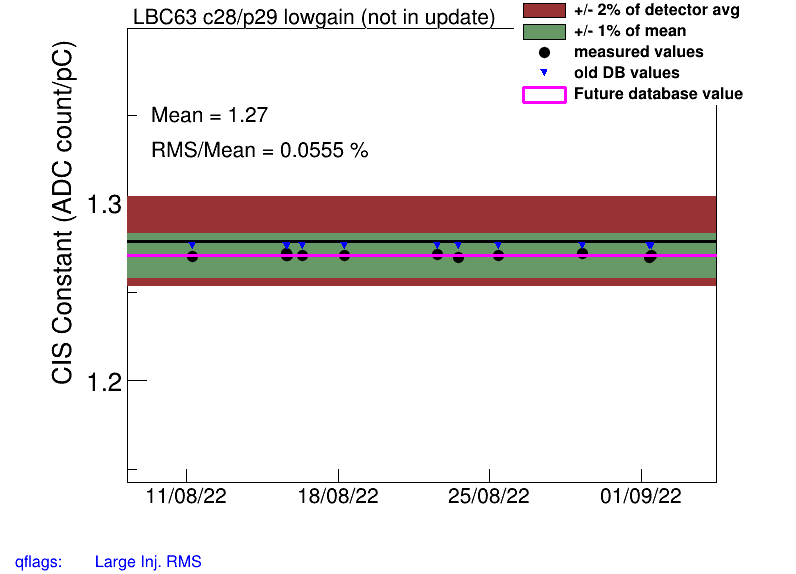 LBC63 c28/p29 lowgain (not in update)
+/- 2% of detector avg
+/- 1% of mean
measured values
old DB values
Future database value
Mean = 1.27
RMS/Mean = 0.0555 %
CIS Constant (ADC count/pC)
1.3
1.2
11/08/22 18/08/22 25/08/22 01/09/22
qflags: Large Inj. RMS